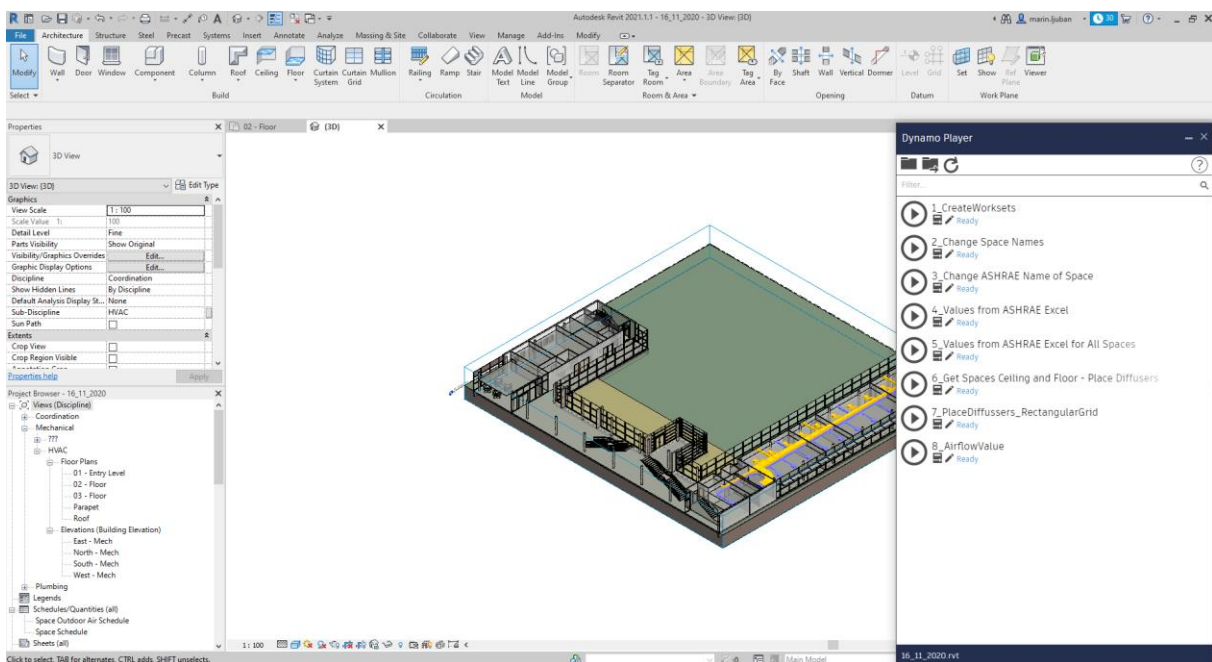 Autodesk Revit 2021.1.1 - 16_11_2020 - 3D View: {3D}
marin.ljuban
30
File Architecture Structure Steel Precast Systems Insert Annotate Analyze Massing & Site Collaborate View Manage Add-Ins Modify
Modify Wall Door Window Component Column Roof Ceiling Floor Curtain System Curtain Grid Mullion Railing Ramp Stair Model Text Model Line Model Group Room Room Separator Tag Room Area Area Boundary Tag Area By Face Shaft Wall Vertical Dormer Level Grid Set Show Ref Plane Viewer
Select Build Circulation Model Room & Area Opening Datum Work Plane
Properties
02 - Floor
{3D}
3D View
3D View: {3D}
Edit Type
Graphics
View Scale 1 : 100
Scale Value 1: 100
Detail Level Fine
Parts Visibility Show Original
Visibility/Graphics Overrides Edit...
Graphic Display Options Edit...
Discipline Coordination
Show Hidden Lines By Discipline
Default Analysis Display St... None
Sub-Discipline HVAC
Sun Path
Extents
Crop View
Crop Region Visible
Properties help
Apply
Project Browser - 16_11_2020
Views (Discipline)
Coordination
Mechanical
???
HVAC
Floor Plans
01 - Entry Level
02 - Floor
03 - Floor
Parapet
Roof
Elevations (Building Elevation)
East - Mech
North - Mech
South - Mech
West - Mech
Plumbing
Legends
Schedules/Quantities (all)
Space Outdoor Air Schedule
Space Schedule
Sheets (all)
1 : 100
Click to select, TAB for alternates, CTRL adds, SHIFT unselects.
Main Model
Dynamo Player
Filter...
1_CreateWorksets
Ready
2_Change Space Names
Ready
3_Change ASHRAE Name of Space
Ready
4_Values from ASHRAE Excel
Ready
5_Values from ASHRAE Excel for All Spaces
Ready
6_Get Spaces Ceiling and Floor - Place Diffusers
Ready
7_PlaceDiffussers_RectangularGrid
Ready
8_AirflowValue
Ready
16_11_2020.rvt